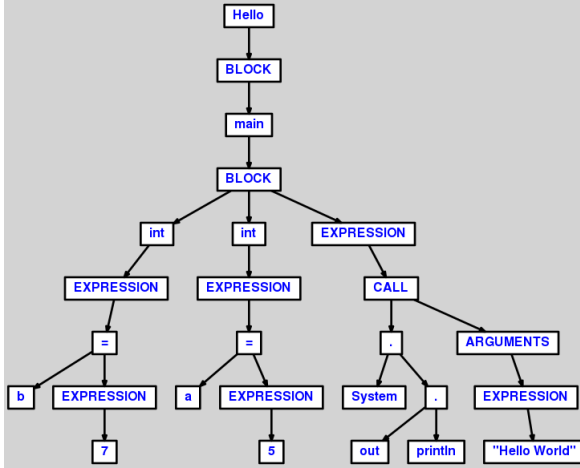 Hello
BLOCK
main
BLOCK
int int EXPRESSION
EXPRESSION EXPRESSION CALL
= = . ARGUMENTS
b EXPRESSION a EXPRESSION System . EXPRESSION
7 5 out println "Hello World"